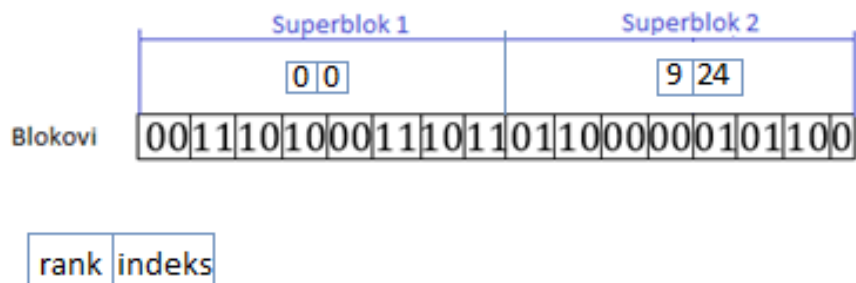 Superblok 1 Superblok 2
0 0 9 24
Blokovi 00 11 10 10 00 11 10 11 01 10 00 00 01 01 10 0
rank indeks